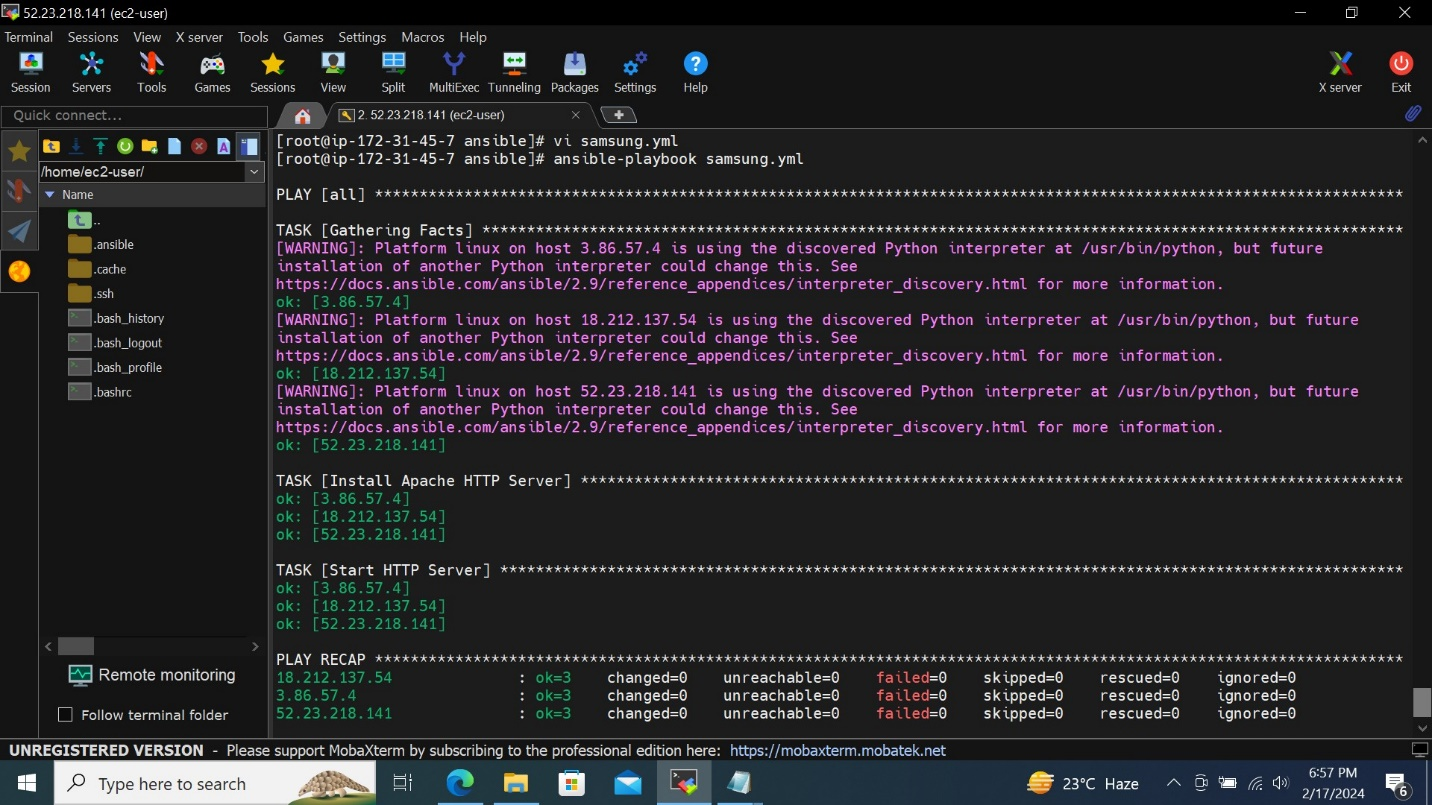 52.23.218.141 (ec2-user)
Terminal Sessions View X server Tools Games Settings Macros Help
Session Servers Tools Games Sessions View Split MultiExec Tunneling Packages Settings Help X server Exit
Quick connect...
2. 52.23.218.141 (ec2-user)
/home/ec2-user/
Name
..
.ansible
.cache
.ssh
.bash_history
.bash_logout
.bash_profile
.bashrc
Remote monitoring
Follow terminal folder
[root@ip-172-31-45-7 ansible]# vi samsung.yml
[root@ip-172-31-45-7 ansible]# ansible-playbook samsung.yml
PLAY [all] *******************************************************************************************************************
TASK [Gathering Facts] *******************************************************************************************************
[WARNING]: Platform linux on host 3.86.57.4 is using the discovered Python interpreter at /usr/bin/python, but future
installation of another Python interpreter could change this. See
https://docs.ansible.com/ansible/2.9/reference_appendices/interpreter_discovery.html for more information.
ok: [3.86.57.4]
[WARNING]: Platform linux on host 18.212.137.54 is using the discovered Python interpreter at /usr/bin/python, but future
installation of another Python interpreter could change this. See
https://docs.ansible.com/ansible/2.9/reference_appendices/interpreter_discovery.html for more information.
ok: [18.212.137.54]
[WARNING]: Platform linux on host 52.23.218.141 is using the discovered Python interpreter at /usr/bin/python, but future
installation of another Python interpreter could change this. See
https://docs.ansible.com/ansible/2.9/reference_appendices/interpreter_discovery.html for more information.
ok: [52.23.218.141]
TASK [Install Apache HTTP Server] ********************************************************************************************
ok: [3.86.57.4]
ok: [18.212.137.54]
ok: [52.23.218.141]
TASK [Start HTTP Server] *****************************************************************************************************
ok: [3.86.57.4]
ok: [18.212.137.54]
ok: [52.23.218.141]
PLAY RECAP *******************************************************************************************************************
18.212.137.54 : ok=3 changed=0 unreachable=0 failed=0 skipped=0 rescued=0 ignored=0
3.86.57.4 : ok=3 changed=0 unreachable=0 failed=0 skipped=0 rescued=0 ignored=0
52.23.218.141 : ok=3 changed=0 unreachable=0 failed=0 skipped=0 rescued=0 ignored=0
UNREGISTERED VERSION - Please support MobaXterm by subscribing to the professional edition here: https://mobaxterm.mobatek.net
Type here to search
23°C Haze
6:57 PM
2/17/2024
6